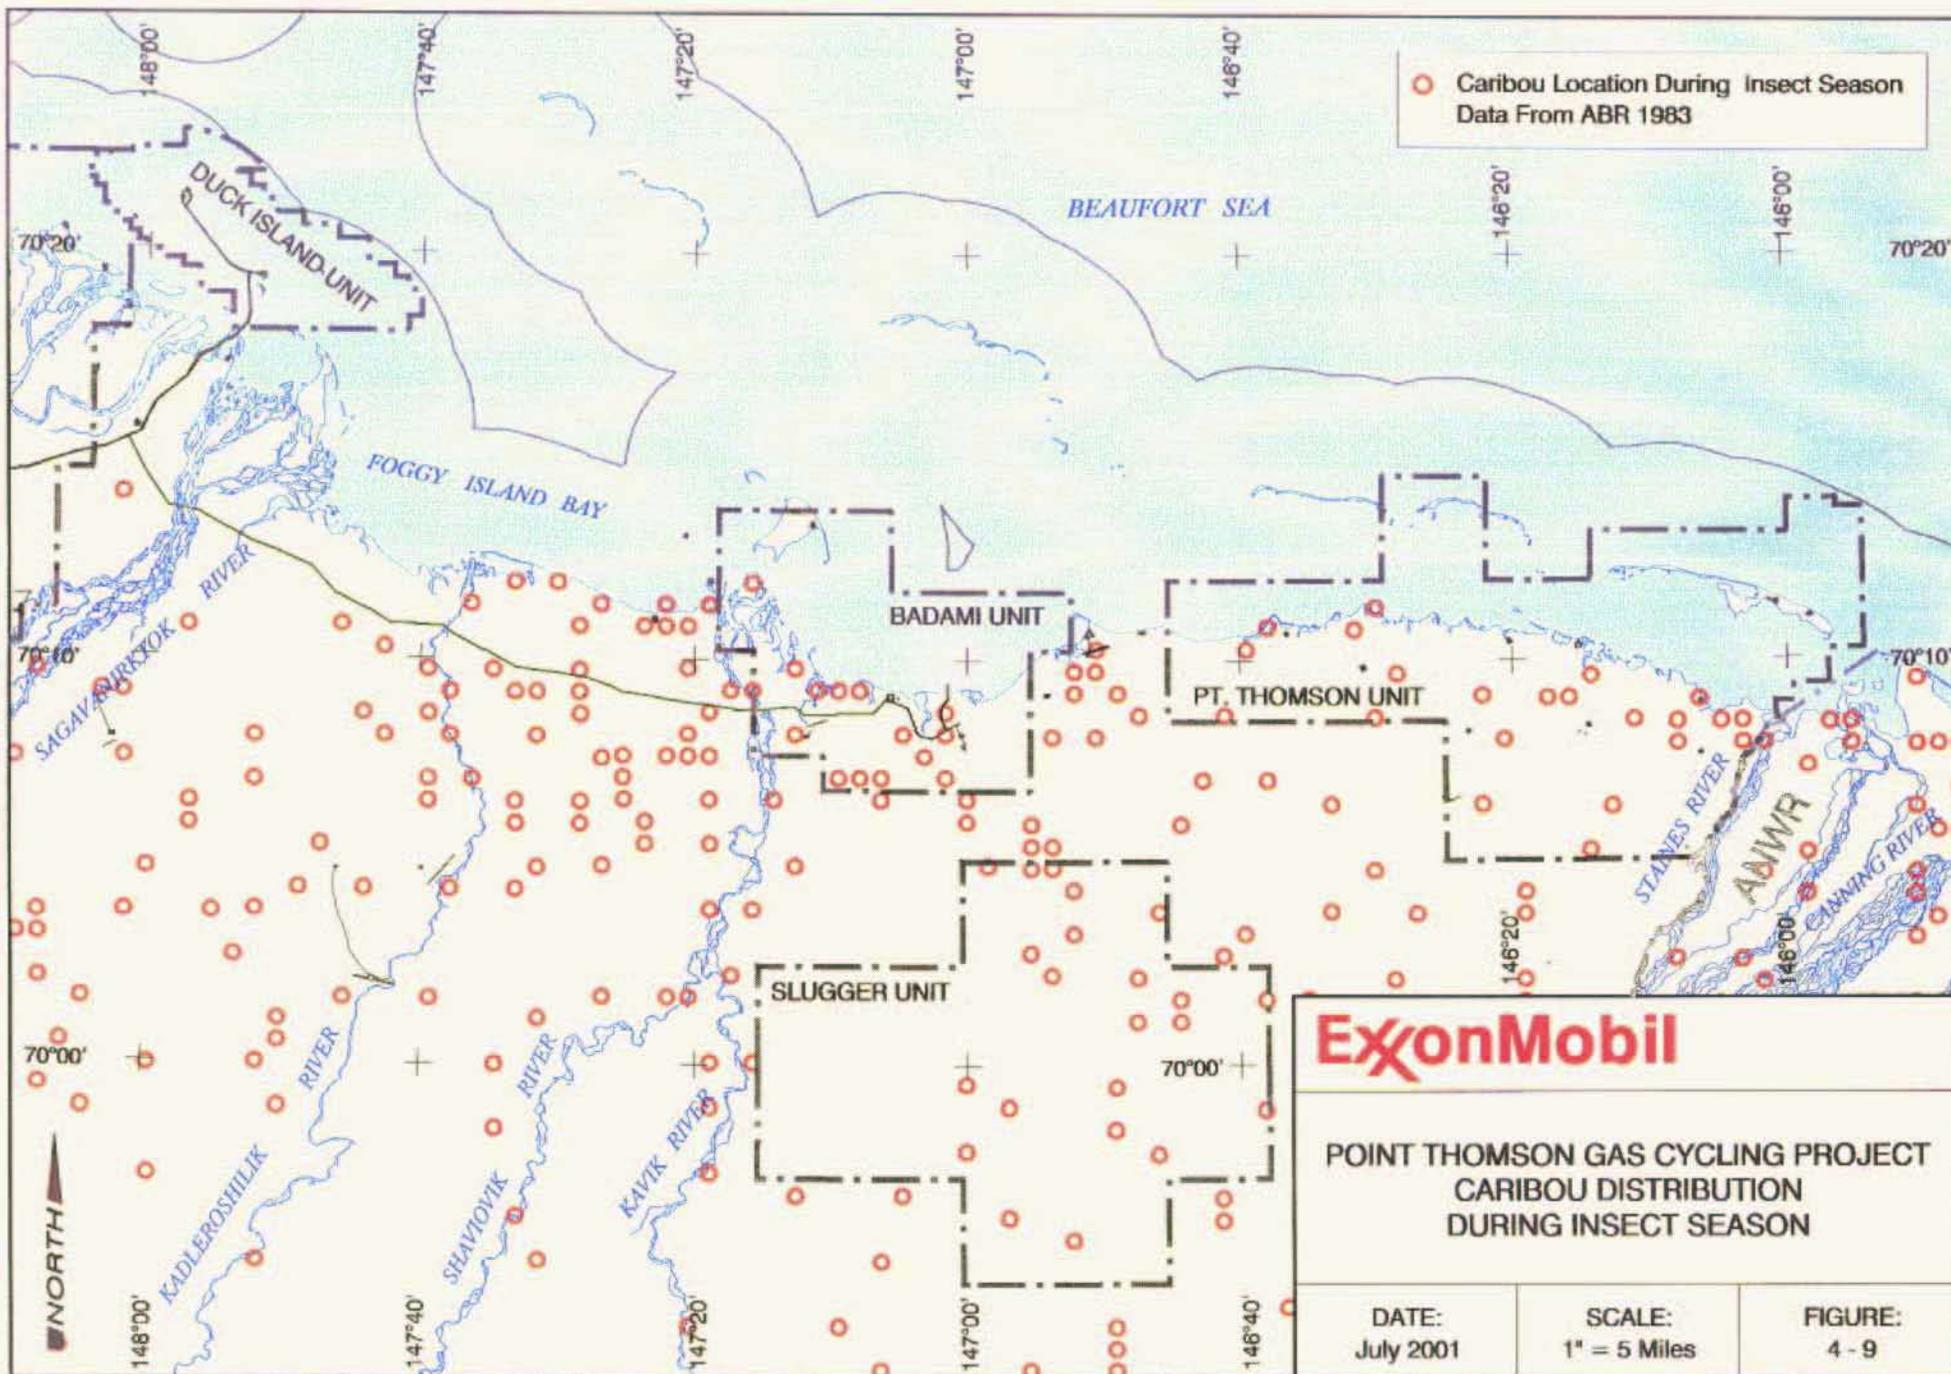 148°00'
147°40'
147°20'
147°00'
146°40'
Caribou Location During Insect Season
Data From ABR 1983
146°20'
146°00'
DUCK ISLAND UNIT
BEAUFORT SEA
70°20'
70°20'
FOGGY ISLAND BAY
SAGAVANIRKTOK RIVER
BADAMI UNIT
70°10'
70°10'
PT. THOMSON UNIT
STAINES RIVER
ANWR
CANNING RIVER
146°20'
146°00'
SLUGGER UNIT
70°00'
70°00'
KADLEROSHILIK RIVER
SHAVIOVIK RIVER
KAVIK RIVER
NORTH
148°00'
147°40'
147°20'
147°00'
146°40'
ExxonMobil
POINT THOMSON GAS CYCLING PROJECT
CARIBOU DISTRIBUTION
DURING INSECT SEASON
DATE:
July 2001
SCALE:
1" = 5 Miles
FIGURE:
4 - 9